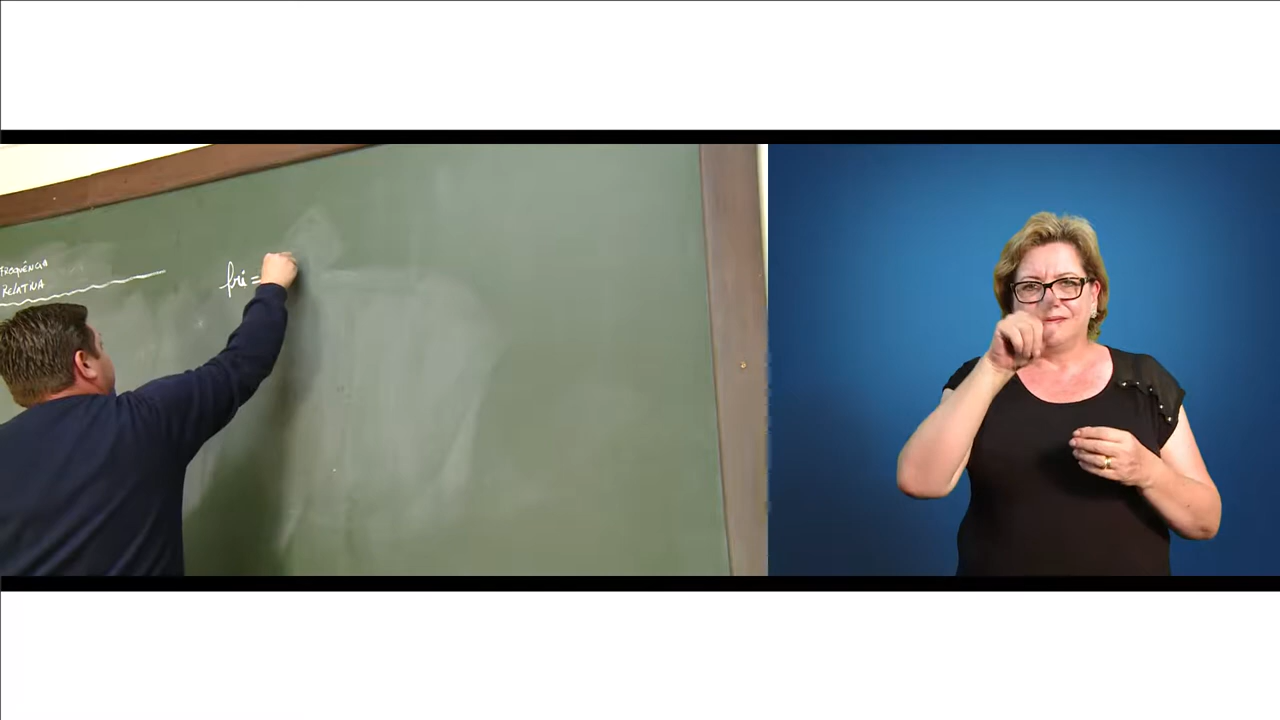 FREQUÊNCIA
RELATIVA
fri =